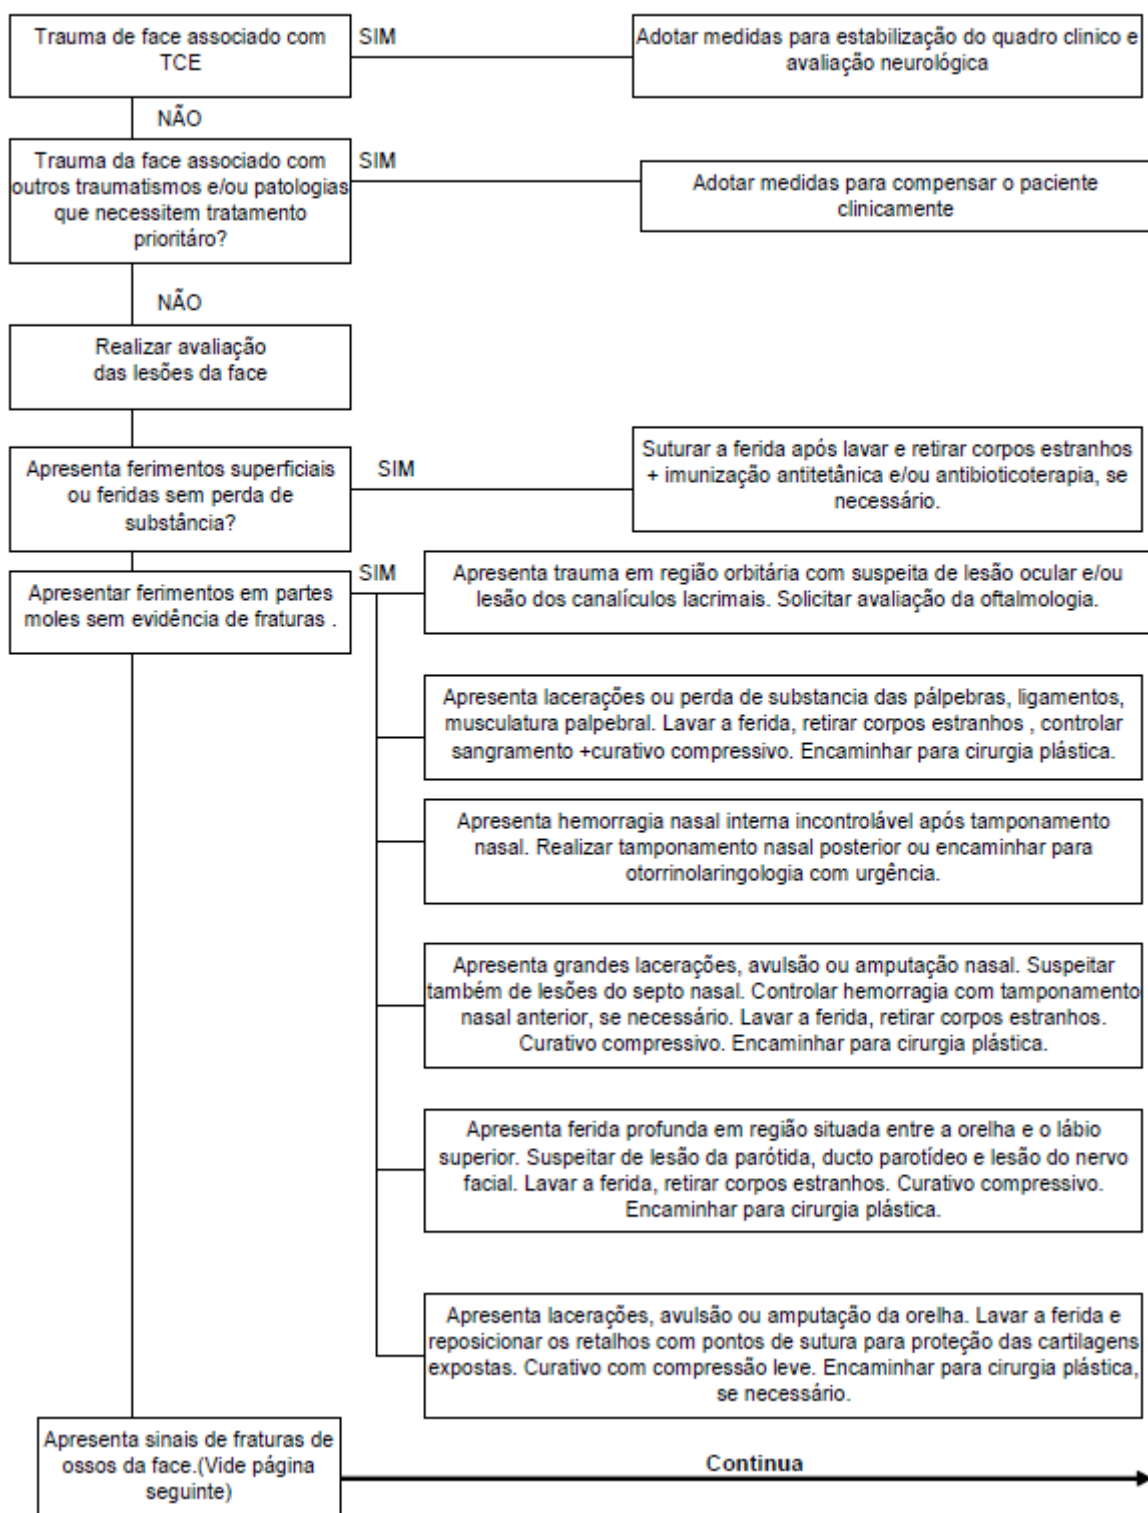 Trauma de face associado com
TCE
SIM
Adotar medidas para estabilização do quadro clinico e
avaliação neurológica
NÃO
Trauma da face associado com
outros traumatismos e/ou patologias
que necessitem tratamento
prioritáro?
SIM
Adotar medidas para compensar o paciente
clinicamente
NÃO
Realizar avaliação
das lesões da face
Apresenta ferimentos superficiais
ou feridas sem perda de
substância?
SIM
Suturar a ferida após lavar e retirar corpos estranhos
+ imunização antitetânica e/ou antibioticoterapia, se
necessário.
Apresentar ferimentos em partes
moles sem evidência de fraturas .
SIM
Apresenta trauma em região orbitária com suspeita de lesão ocular e/ou
lesão dos canalículos lacrimais. Solicitar avaliação da oftalmologia.
Apresenta lacerações ou perda de substancia das pálpebras, ligamentos,
musculatura palpebral. Lavar a ferida, retirar corpos estranhos , controlar
sangramento +curativo compressivo. Encaminhar para cirurgia plástica.
Apresenta hemorragia nasal interna incontrolável após tamponamento
nasal. Realizar tamponamento nasal posterior ou encaminhar para
otorrinolaringologia com urgência.
Apresenta grandes lacerações, avulsão ou amputação nasal. Suspeitar
também de lesões do septo nasal. Controlar hemorragia com tamponamento
nasal anterior, se necessário. Lavar a ferida, retirar corpos estranhos.
Curativo compressivo. Encaminhar para cirurgia plástica.
Apresenta ferida profunda em região situada entre a orelha e o lábio
superior. Suspeitar de lesão da parótida, ducto parotídeo e lesão do nervo
facial. Lavar a ferida, retirar corpos estranhos. Curativo compressivo.
Encaminhar para cirurgia plástica.
Apresenta lacerações, avulsão ou amputação da orelha. Lavar a ferida e
reposicionar os retalhos com pontos de sutura para proteção das cartilagens
expostas. Curativo com compressão leve. Encaminhar para cirurgia plástica,
se necessário.
Apresenta sinais de fraturas de
ossos da face.(Vide página
seguinte)
Continua